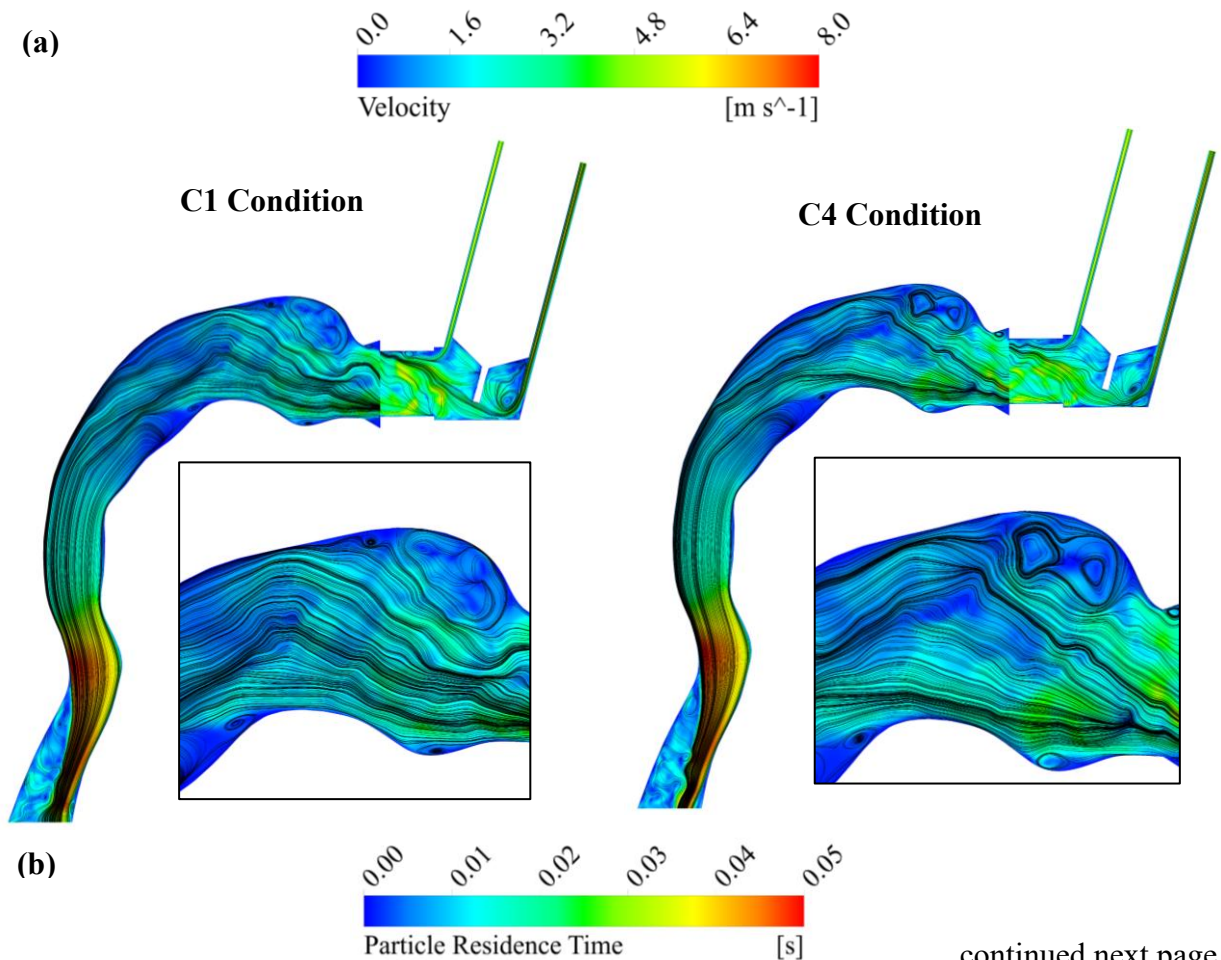 (a)
0.0 1.6 3.2 4.8 6.4 8.0
Velocity [m s^-1]
C1 Condition
C4 Condition
(b)
0.00 0.01 0.02 0.03 0.04 0.05
Particle Residence Time [s]
continued next page